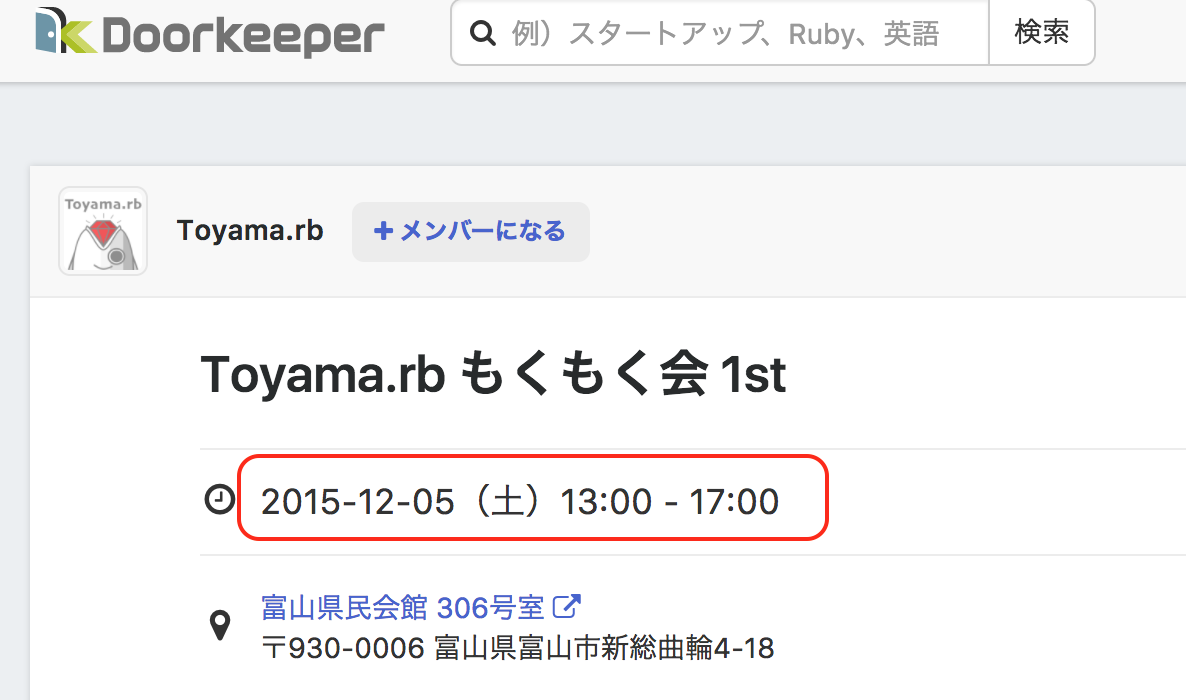 Doorkeeper
例）スタートアップ、Ruby、英語
検索
Toyama.rb
Toyama.rb
+ メンバーになる
Toyama.rb もくもく会 1st
2015-12-05（土）13:00 - 17:00
富山県民会館 306号室
〒930-0006 富山県富山市新総曲輪4-18